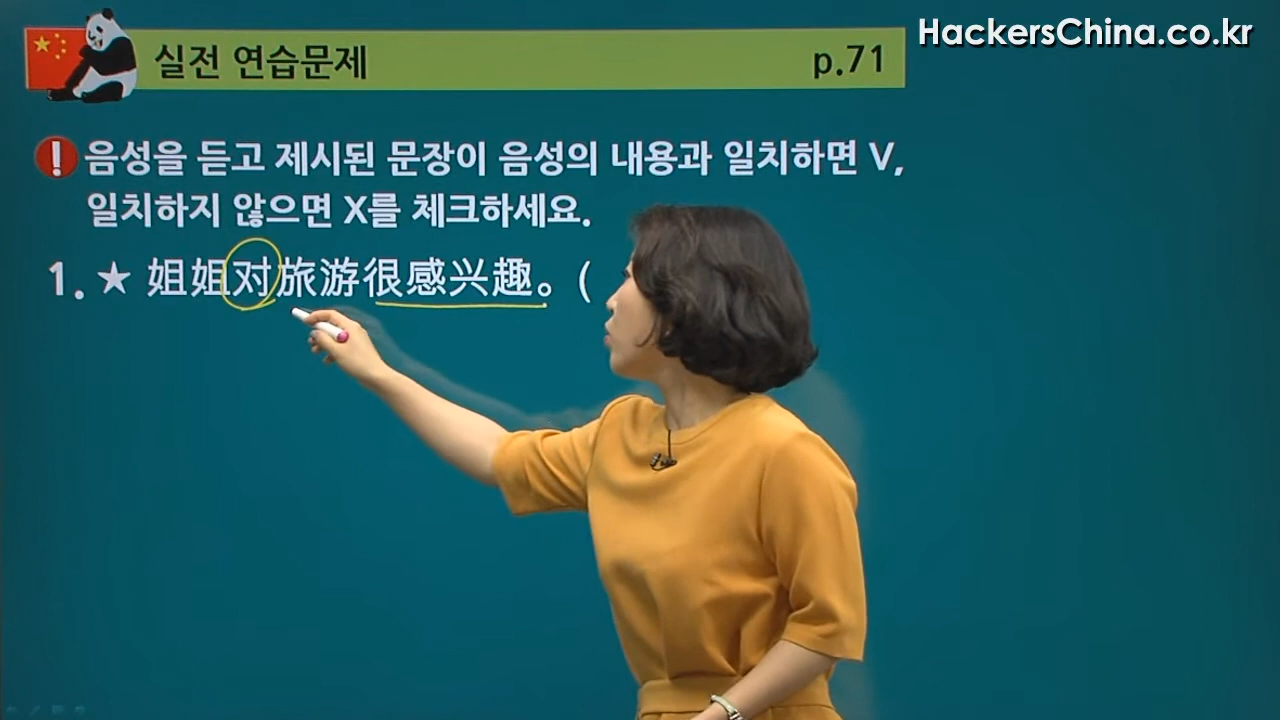 HackersChina.co.kr
실전 연습문제 p.71
! 음성을 듣고 제시된 문장이 음성의 내용과 일치하면 V,
일치하지 않으면 X를 체크하세요.
1. ★ 姐姐对旅游很感兴趣。 (